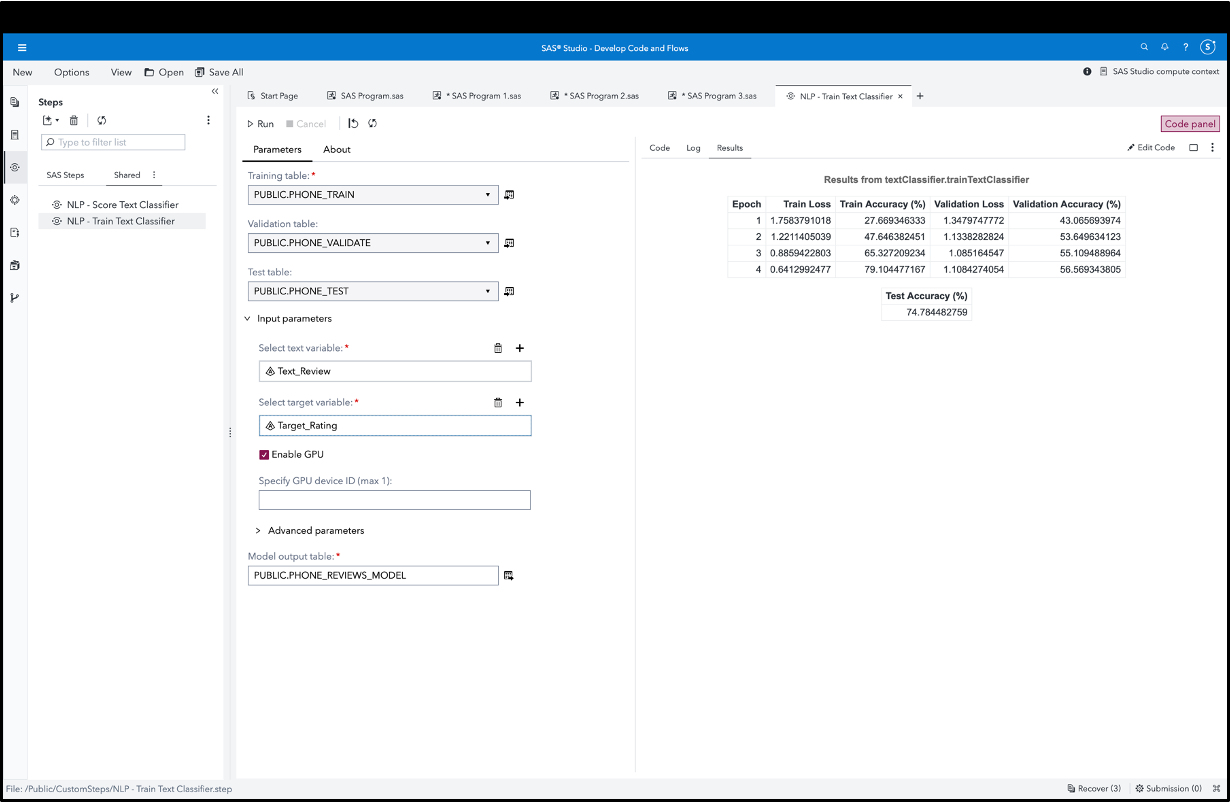 SAS® Studio - Develop Code and Flows
New Options View Open Save All
SAS Studio compute context
Steps
Type to filter list
SAS Steps Shared
NLP - Score Text Classifier
NLP - Train Text Classifier
Start Page SAS Program.sas * SAS Program 1.sas * SAS Program 2.sas * SAS Program 3.sas NLP - Train Text Classifier
Run Cancel
Code panel
Parameters About
Training table:*
PUBLIC.PHONE_TRAIN
Validation table:
PUBLIC.PHONE_VALIDATE
Test table:
PUBLIC.PHONE_TEST
Input parameters
Select text variable:*
Text_Review
Select target variable:*
Target_Rating
Enable GPU
Specify GPU device ID (max 1):
Advanced parameters
Model output table:*
PUBLIC.PHONE_REVIEWS_MODEL
Code Log Results
Edit Code
Results from textClassifier.trainTextClassifier
Epoch Train Loss Train Accuracy (%) Validation Loss Validation Accuracy (%)
1 1.7583791018 27.669346333 1.3479747772 43.065693974
2 1.2211405039 47.646382451 1.1338282824 53.649634123
3 0.8859422803 65.327209234 1.085164547 55.109488964
4 0.6412992477 79.104477167 1.1084274054 56.569343805
Test Accuracy (%)
74.784482759
File: /Public/CustomSteps/NLP - Train Text Classifier.step
Recover (3) Submission (0)